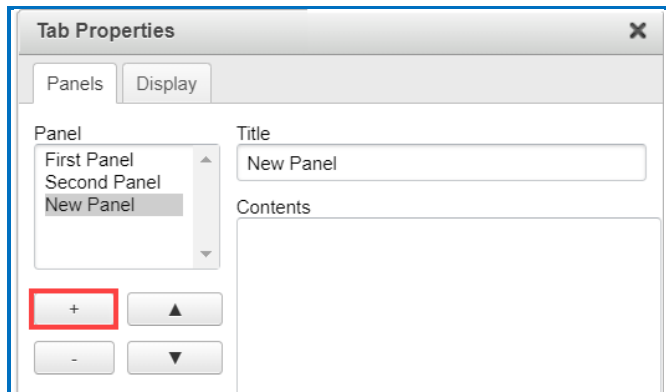 Tab Properties
Panels Display
Panel
First Panel
Second Panel
New Panel
Title
New Panel
Contents
+
-